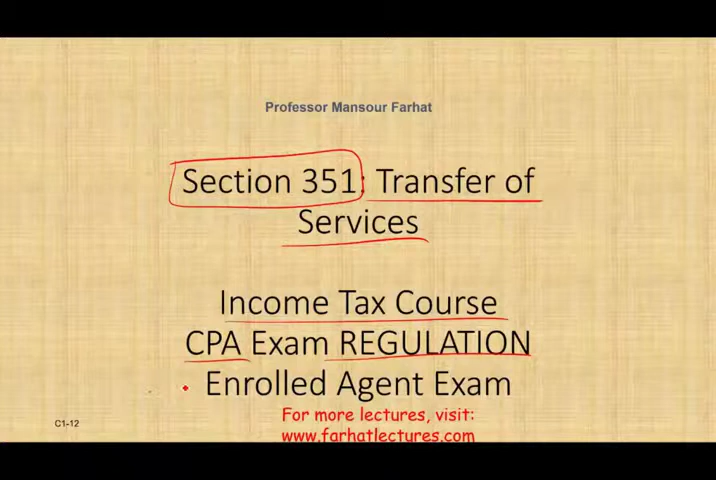 Professor Mansour Farhat
Section 351: Transfer of
Services
Income Tax Course
CPA Exam REGULATION
Enrolled Agent Exam
For more lectures, visit:
www.farhatlectures.com
C1-12